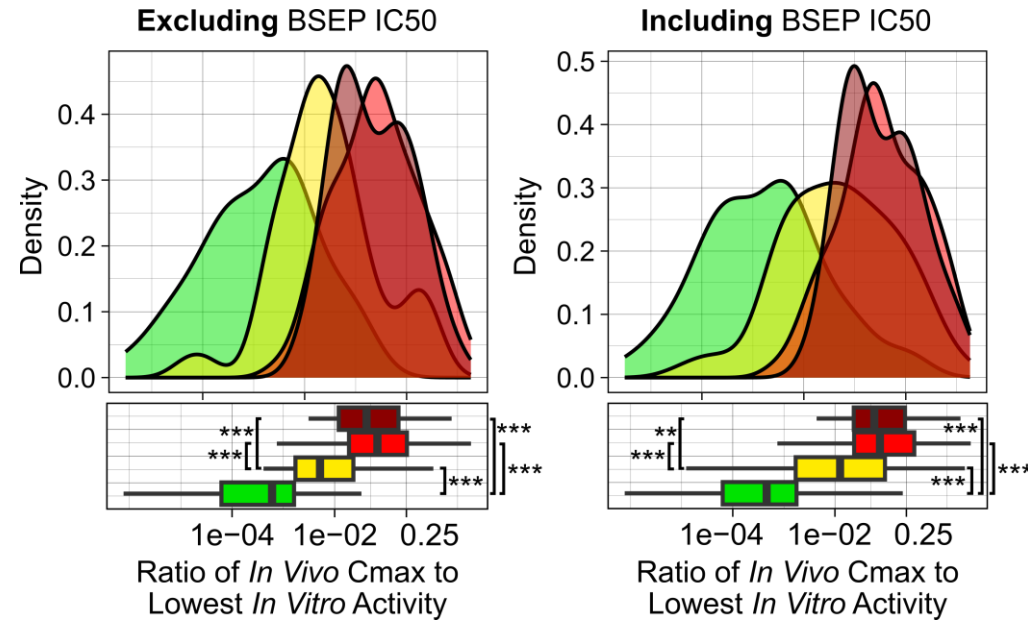 Excluding BSEP IC50
Including BSEP IC50
Density
0.4
0.3
0.2
0.1
0.0
Density
0.5
0.4
0.3
0.2
0.1
0.0
***
***
***
***
***
**
***
***
***
***
1e-04 1e-02 0.25
Ratio of In Vivo Cmax to
Lowest In Vitro Activity
1e-04 1e-02 0.25
Ratio of In Vivo Cmax to
Lowest In Vitro Activity